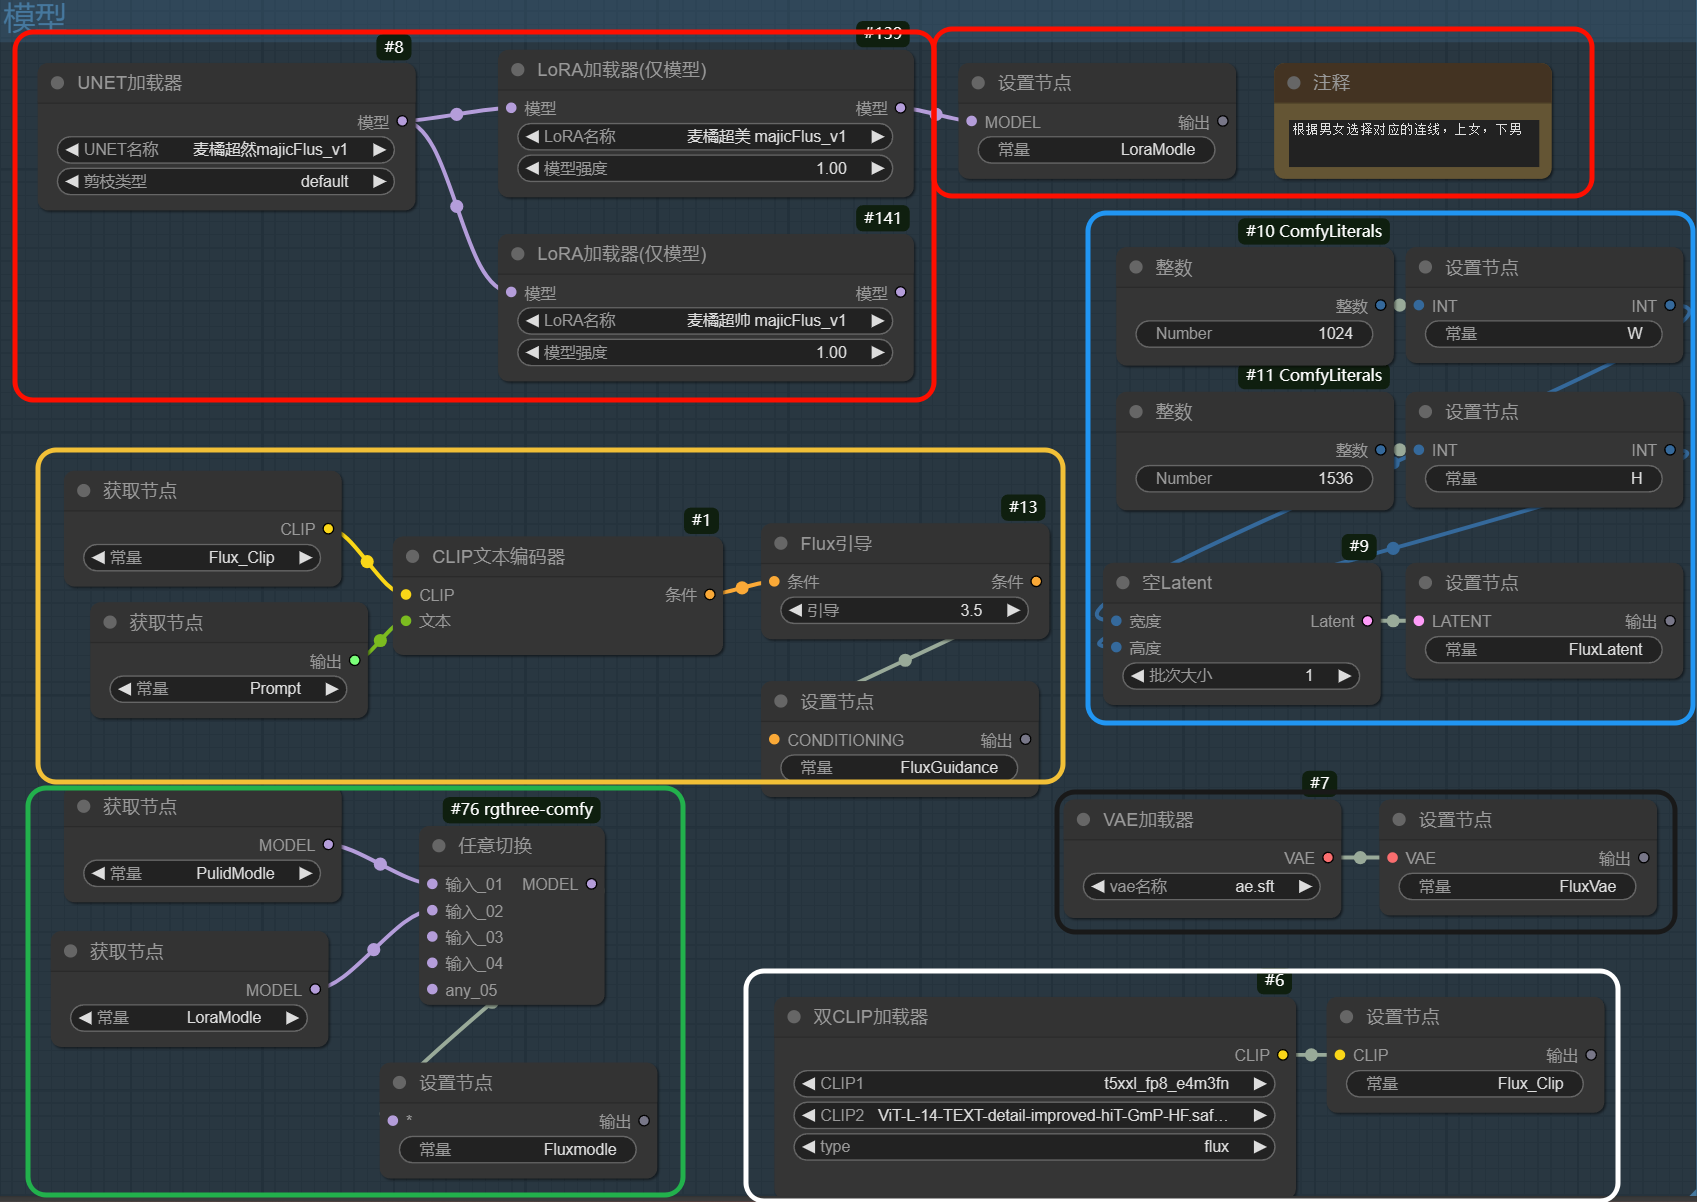 模型
#8
UNET加载器
模型
UNET名称 麦橘超然majicFlus_v1
剪枝类型 default
#139
LoRA加载器(仅模型)
模型 模型
LoRA名称 麦橘超美 majicFlus_v1
模型强度 1.00
#141
LoRA加载器(仅模型)
模型 模型
LoRA名称 麦橘超帅 majicFlus_v1
模型强度 1.00
设置节点
MODEL 输出
常量 LoraModle
注释
根据男女选择对应的连线，上女，下男
#10 ComfyLiterals
整数
整数
Number 1024
设置节点
INT INT
常量 W
#11 ComfyLiterals
整数
整数
Number 1536
设置节点
INT INT
常量 H
#9
空Latent
宽度 Latent
高度
批次大小 1
设置节点
LATENT 输出
常量 FluxLatent
获取节点
CLIP
常量 Flux_Clip
获取节点
输出
常量 Prompt
#1
CLIP文本编码器
CLIP 条件
文本
#13
Flux引导
条件 条件
引导 3.5
设置节点
CONDITIONING 输出
常量 FluxGuidance
获取节点
MODEL
常量 PulidModle
获取节点
MODEL
常量 LoraModle
#76 rgthree-comfy
任意切换
输入_01 MODEL
输入_02
输入_03
输入_04
any_05
设置节点
* 输出
常量 Fluxmodle
#7
VAE加载器
VAE
vae名称 ae.sft
设置节点
VAE 输出
常量 FluxVae
#6
双CLIP加载器
CLIP
CLIP1 t5xxl_fp8_e4m3fn
CLIP2 ViT-L-14-TEXT-detail-improved-hiT-GmP-HF.saf...
type flux
设置节点
CLIP 输出
常量 Flux_Clip